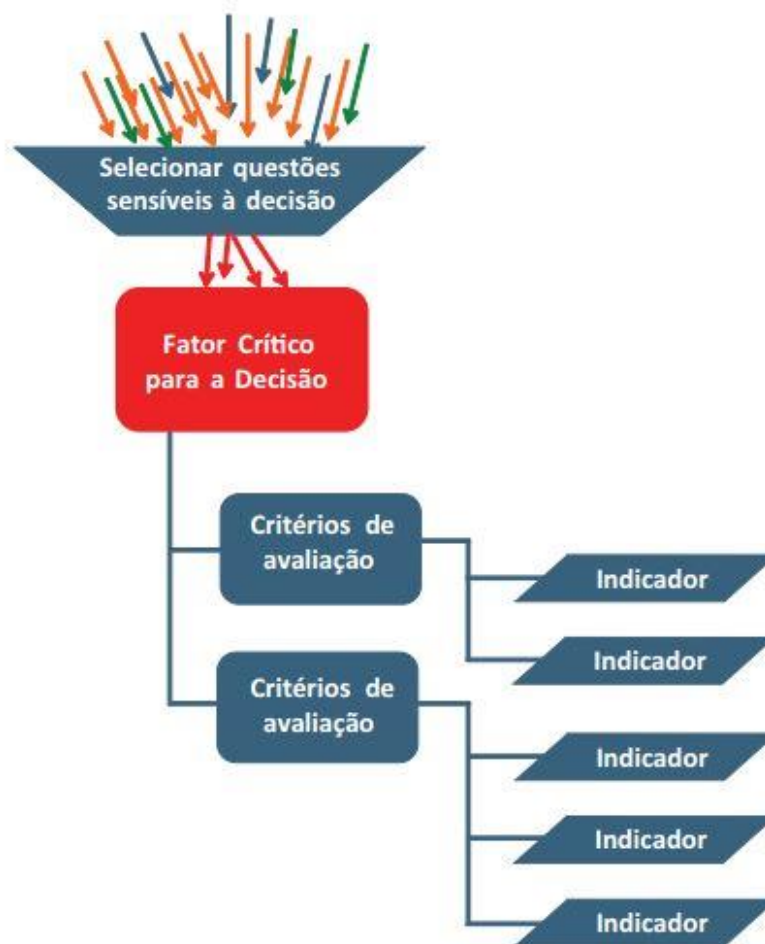 Selecionar questões
sensíveis à decisão
Fator Crítico
para a Decisão
Critérios de
avaliação
Indicador
Indicador
Critérios de
avaliação
Indicador
Indicador
Indicador